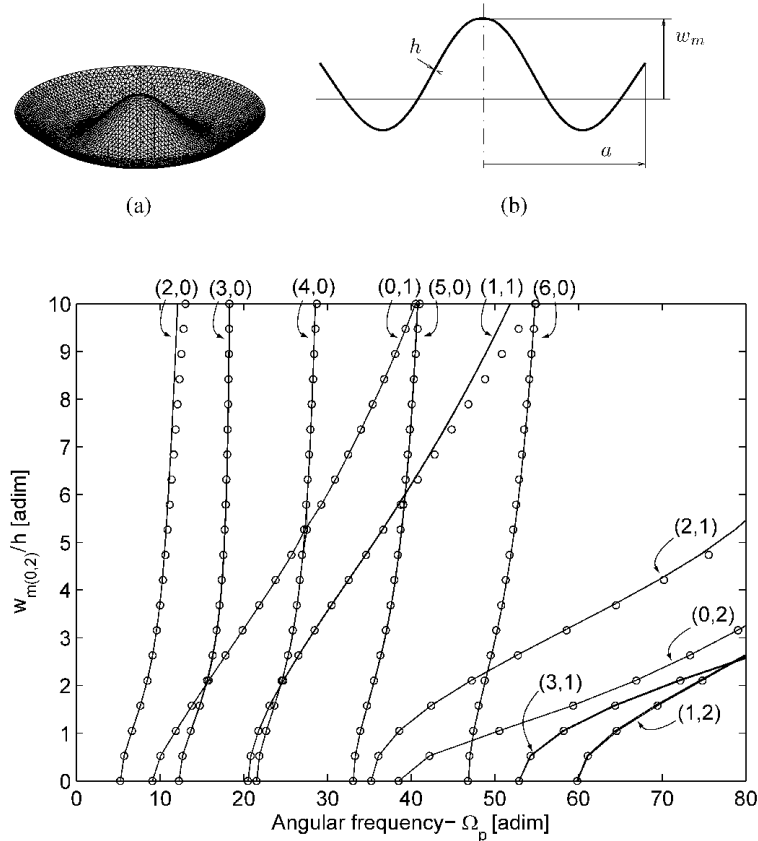 h
w_m
a
(a)
(b)
(2,0) (3,0) (4,0) (0,1) (5,0) (1,1) (6,0)
10
9
8
7
6
5
4
3
2
1
0
w_{m(0,2)}/h [adim]
(2,1)
(0,2)
(3,1)
(1,2)
0 10 20 30 40 50 60 70 80
Angular frequency– Ω_p [adim]